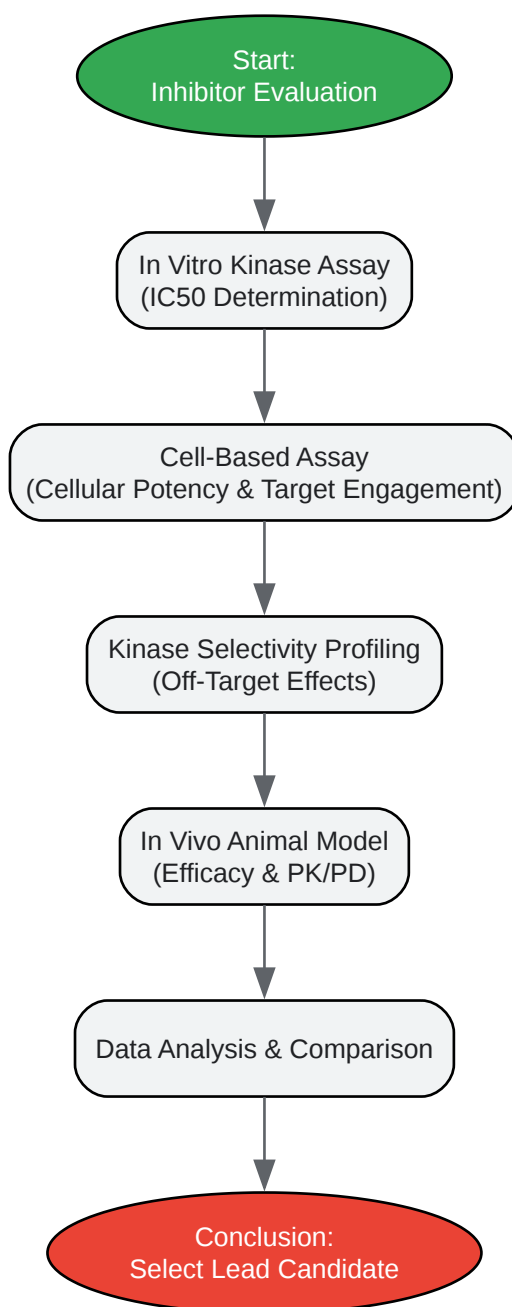 Start:
Inhibitor Evaluation
In Vitro Kinase Assay
(IC50 Determination)
Cell-Based Assay
(Cellular Potency & Target Engagement)
Kinase Selectivity Profiling
(Off-Target Effects)
In Vivo Animal Model
(Efficacy & PK/PD)
Data Analysis & Comparison
Conclusion:
Select Lead Candidate